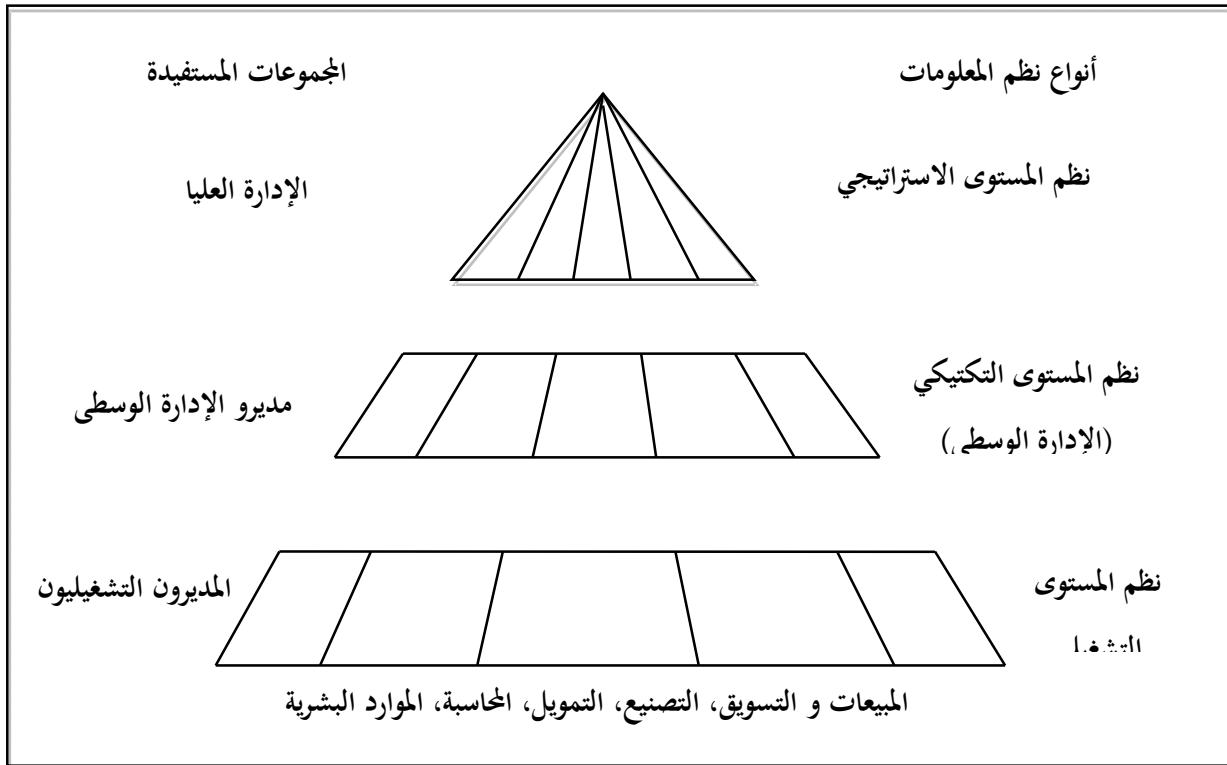 أنواع نظم المعلومات
المجموعات المستفيدة
نظم المستوى الاستراتيجي
الإدارة العليا
نظم المستوى التكتيكي
(الإدارة الوسطى)
مديرو الإدارة الوسطى
نظم المستوى
المديرون التشغيليون
المبيعات و التسويق، التصنيع، التمويل، المحاسبة، الموارد البشرية